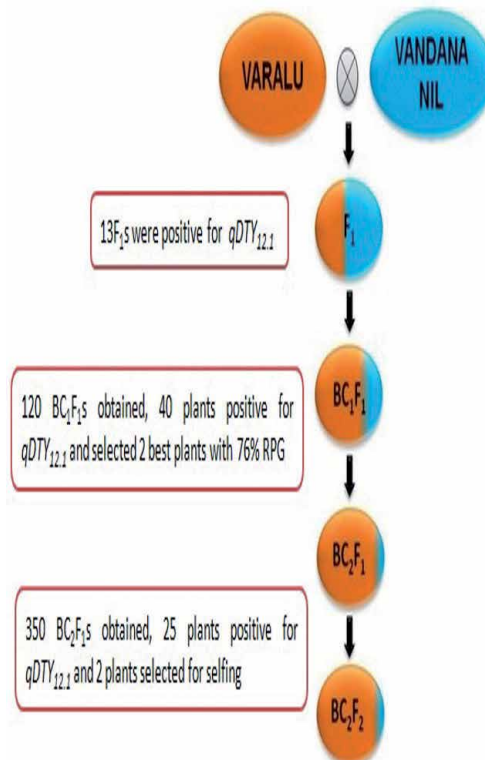 VARALU
VANDANA
NIL
13F₁s were positive for qDTY₁₂.₁
F₁
120 BC₁F₁s obtained, 40 plants positive for
qDTY₁₂.₁ and selected 2 best plants with 76% RPG
BC₁F₁
BC₂F₁
350 BC₂F₁s obtained, 25 plants positive for
qDTY₁₂.₁ and 2 plants selected for selfing
BC₂F₂